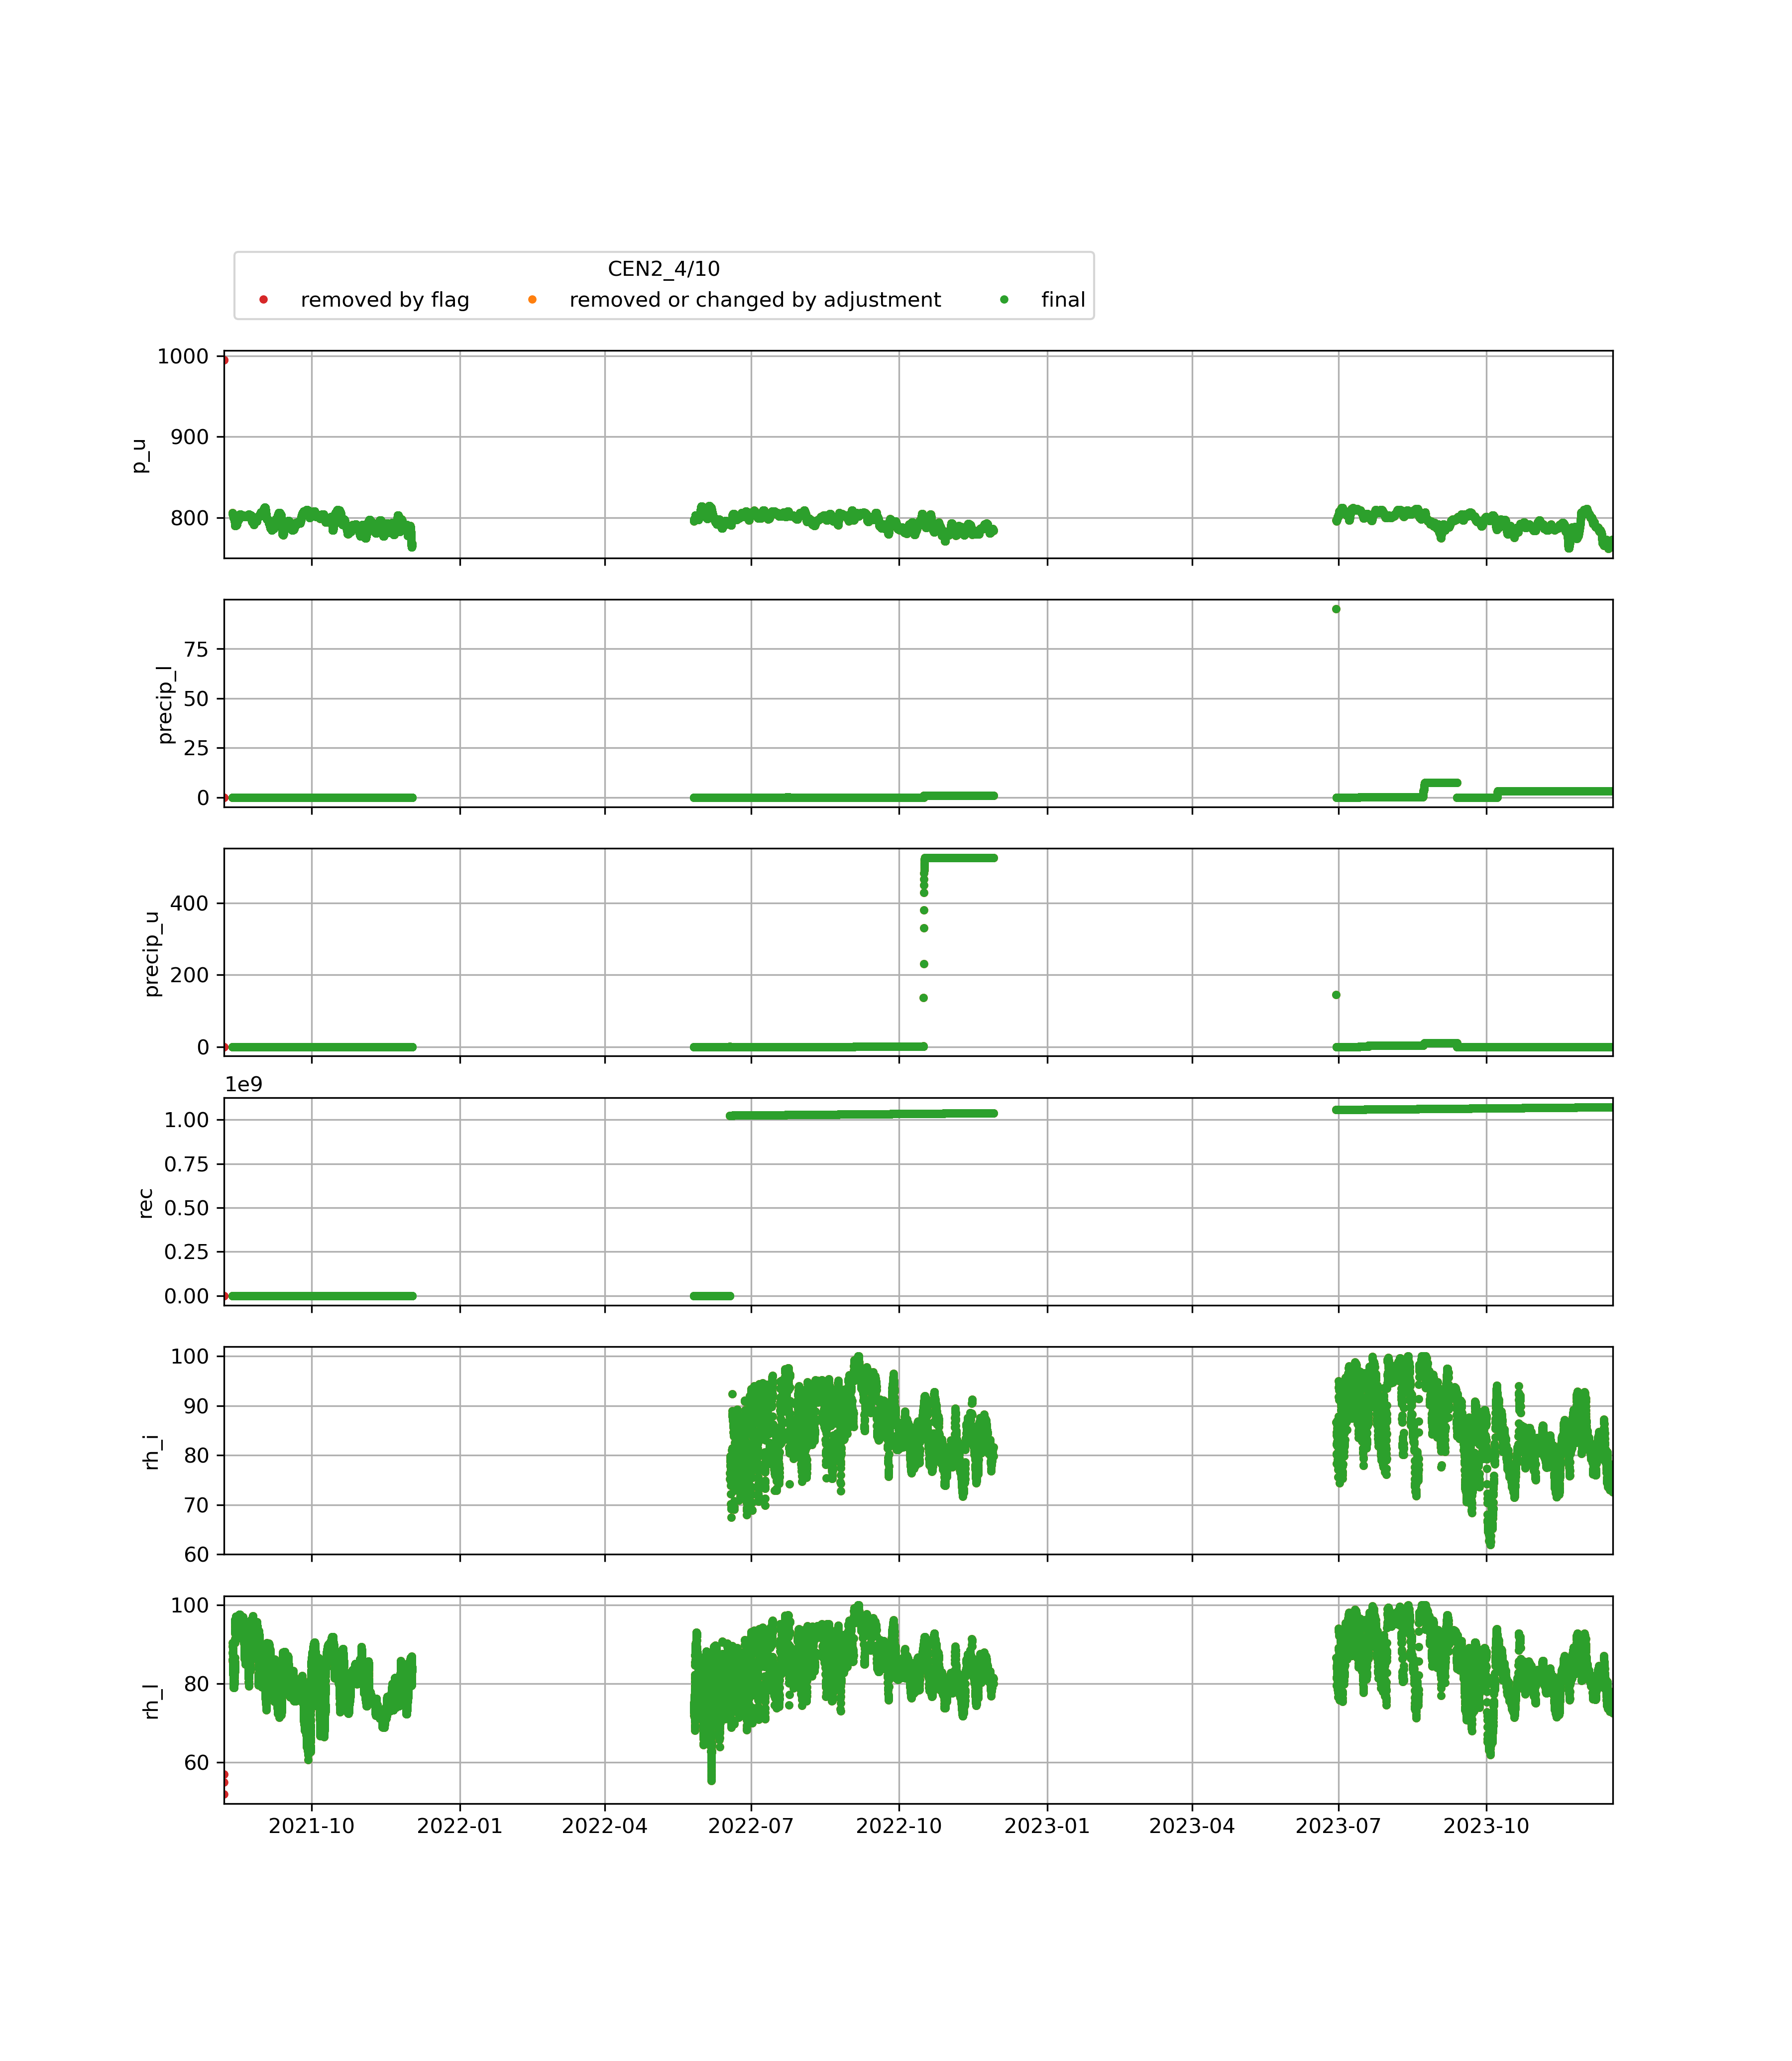 CEN2_4/10
removed by flag removed or changed by adjustment final
1000
900
800
p_u
75
50
25
0
precip_l
400
200
0
precip_u
1e9
1.00
0.75
0.50
0.25
0.00
rec
100
90
80
70
60
rh_i
100
80
60
rh_l
2021-10 2022-01 2022-04 2022-07 2022-10 2023-01 2023-04 2023-07 2023-10